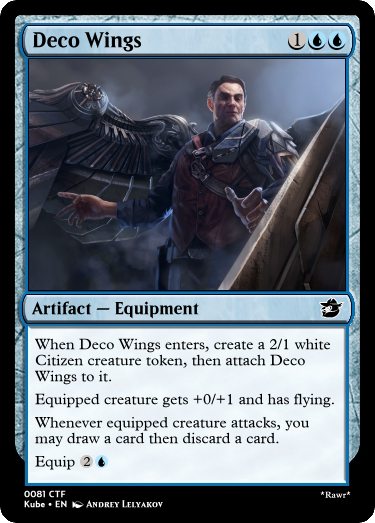 Deco Wings 1
Artifact — Equipment
When Deco Wings enters, create a 2/1 white
Citizen creature token, then attach Deco
Wings to it.
Equipped creature gets +0/+1 and has flying.
Whenever equipped creature attacks, you
may draw a card then discard a card.
Equip 2
0081 CTF
Kube • EN Andrey Lelyakov
*Rawr*